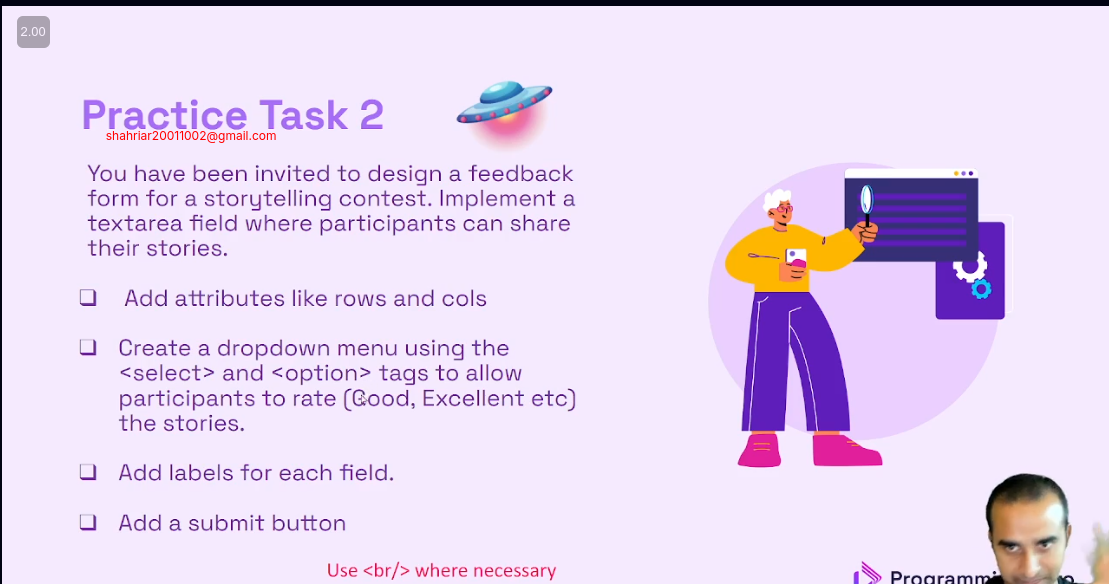 2.00
Practice Task 2
shahriar20011002@gmail.com
You have been invited to design a feedback
form for a storytelling contest. Implement a
textarea field where participants can share
their stories.
❏ Add attributes like rows and cols
❏ Create a dropdown menu using the
<select> and <option> tags to allow
participants to rate (Good, Excellent etc)
the stories.
❏ Add labels for each field.
❏ Add a submit button
Use <br/> where necessary